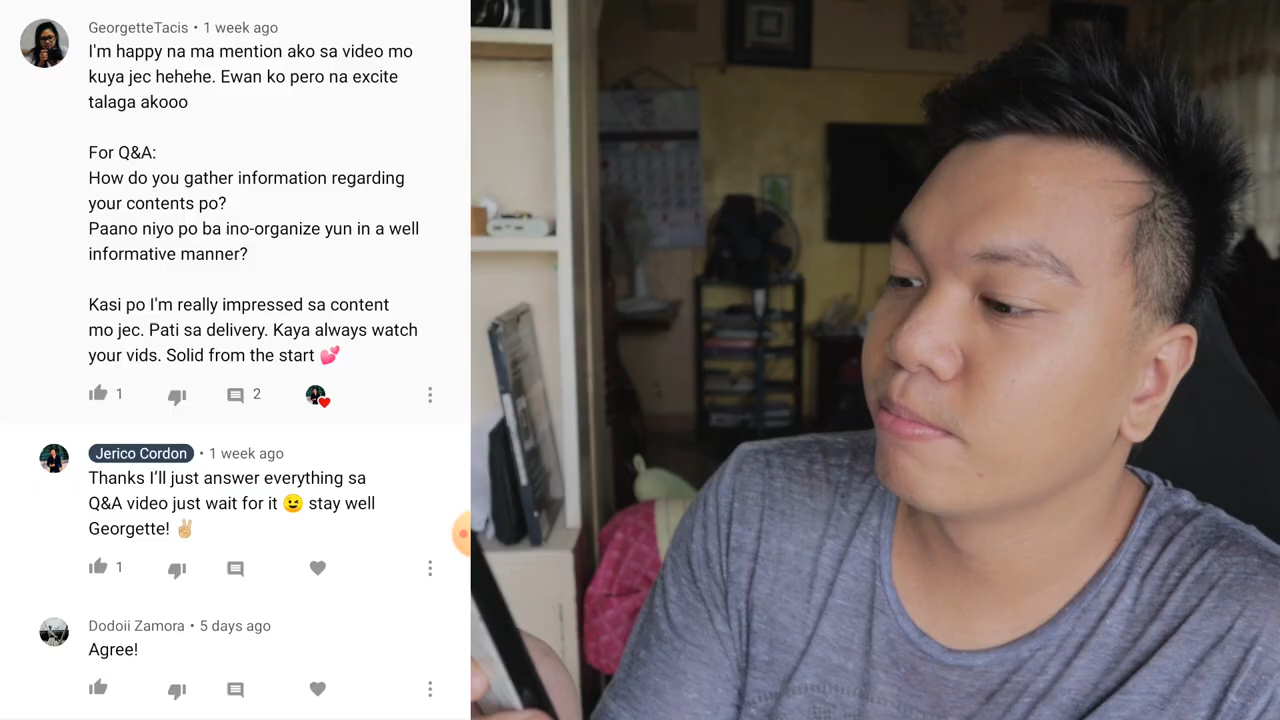 GeorgetteTacis • 1 week ago
I'm happy na ma mention ako sa video mo
kuya jec hehehe. Ewan ko pero na excite
talaga akooo
For Q&A:
How do you gather information regarding
your contents po?
Paano niyo po ba ino-organize yun in a well
informative manner?
Kasi po I'm really impressed sa content
mo jec. Pati sa delivery. Kaya always watch
your vids. Solid from the start 💕
1
2
Jerico Cordon • 1 week ago
Thanks I’ll just answer everything sa
Q&A video just wait for it 😉 stay well
Georgette! ✌🏼
1
Dodoii Zamora • 5 days ago
Agree!